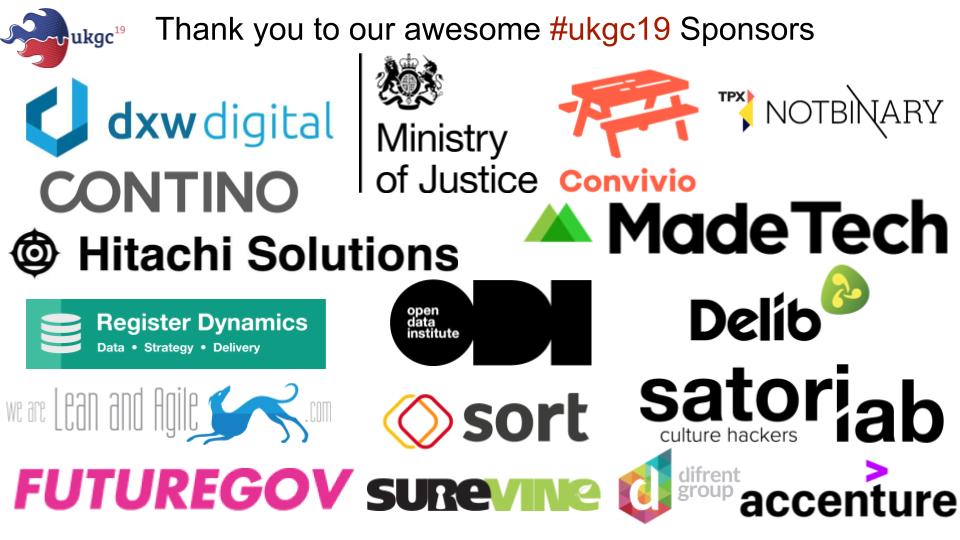 ukgc19
Thank you to our awesome #ukgc19 Sponsors
dxw digital
Ministry
of Justice
Convivio
TPX
NOTBINARY
CONTINO
Made Tech
Hitachi Solutions
Register Dynamics
Data • Strategy • Delivery
open
data
institute
ODI
Delib
we are Lean and Agile .com
sort
satori lab
culture hackers
FUTUREGOV
SUREVINE
d
difrent
group
>
accenture